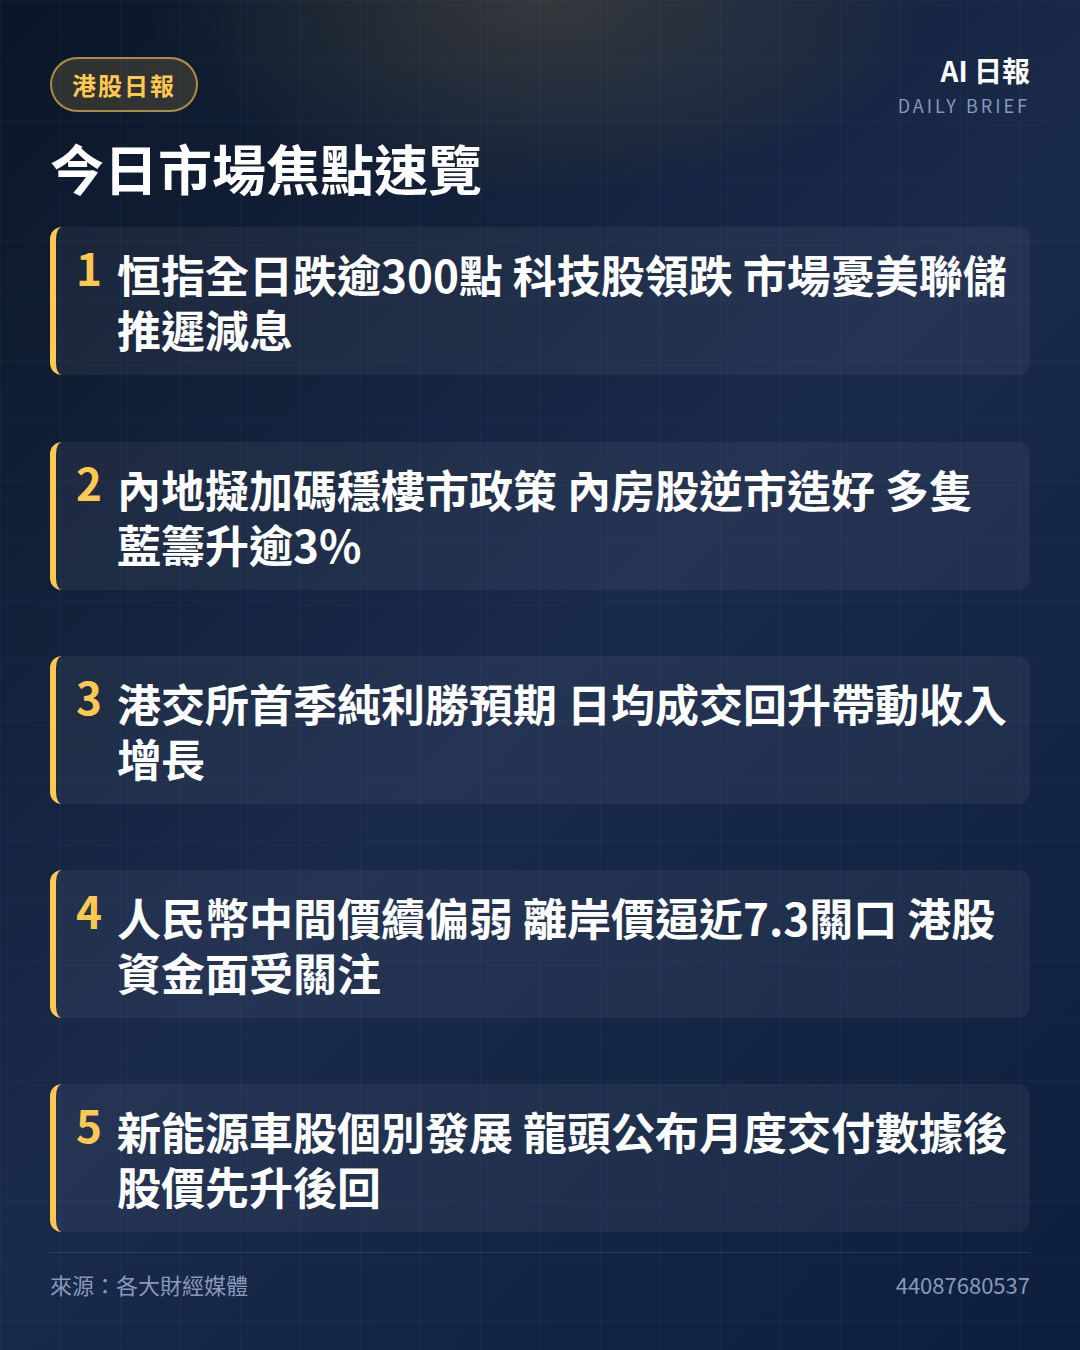 港股日報
AI 日報
DAILY BRIEF
今日市場焦點速覽
1 恒指全日跌逾300點 科技股領跌 市場憂美聯儲
推遲減息
2 內地擬加碼穩樓市政策 內房股逆市造好 多隻
藍籌升逾3%
3 港交所首季純利勝預期 日均成交回升帶動收入
增長
4 人民幣中間價續偏弱 離岸價逼近7.3關口 港股
資金面受關注
5 新能源車股個別發展 龍頭公布月度交付數據後
股價先升後回
來源：各大財經媒體
44087680537